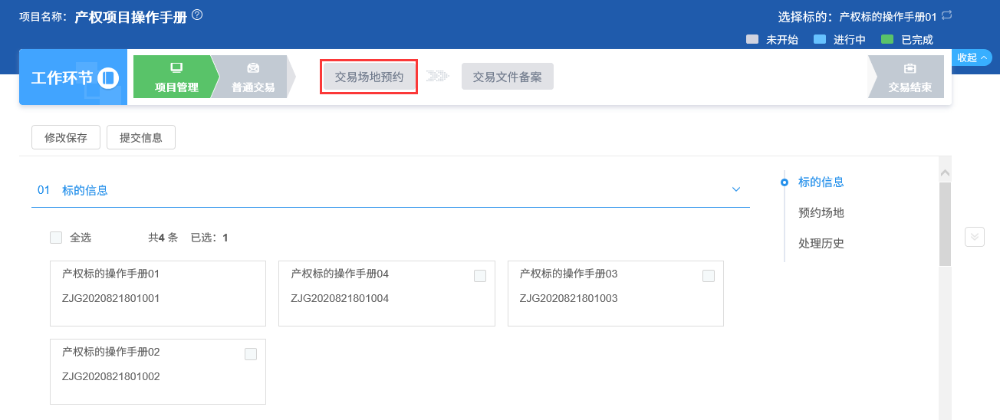 项目名称： 产权项目操作手册
选择标的： 产权标的操作手册01
未开始 进行中 已完成
收起
工作环节
项目管理
普通交易
交易场地预约
交易文件备案
交易结束
修改保存 提交信息
01 标的信息
全选 共4 条 已选：1
产权标的操作手册01
ZJG2020821801001
产权标的操作手册04
ZJG2020821801004
产权标的操作手册03
ZJG2020821801003
产权标的操作手册02
ZJG2020821801002
标的信息
预约场地
处理历史